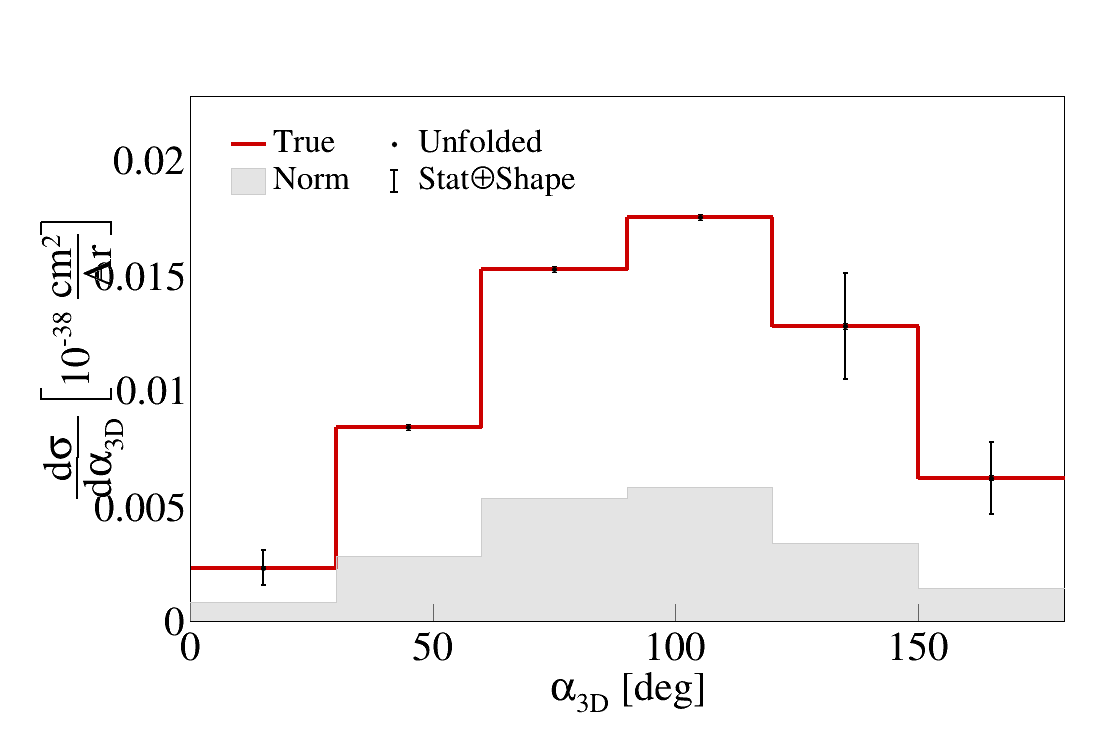 True
Unfolded
Norm
Stat⊕Shape
0.02
0.015
0.01
0.005
0
dσ/dα3D [10-38 cm2/Ar]
0 50 100 150
α3D [deg]